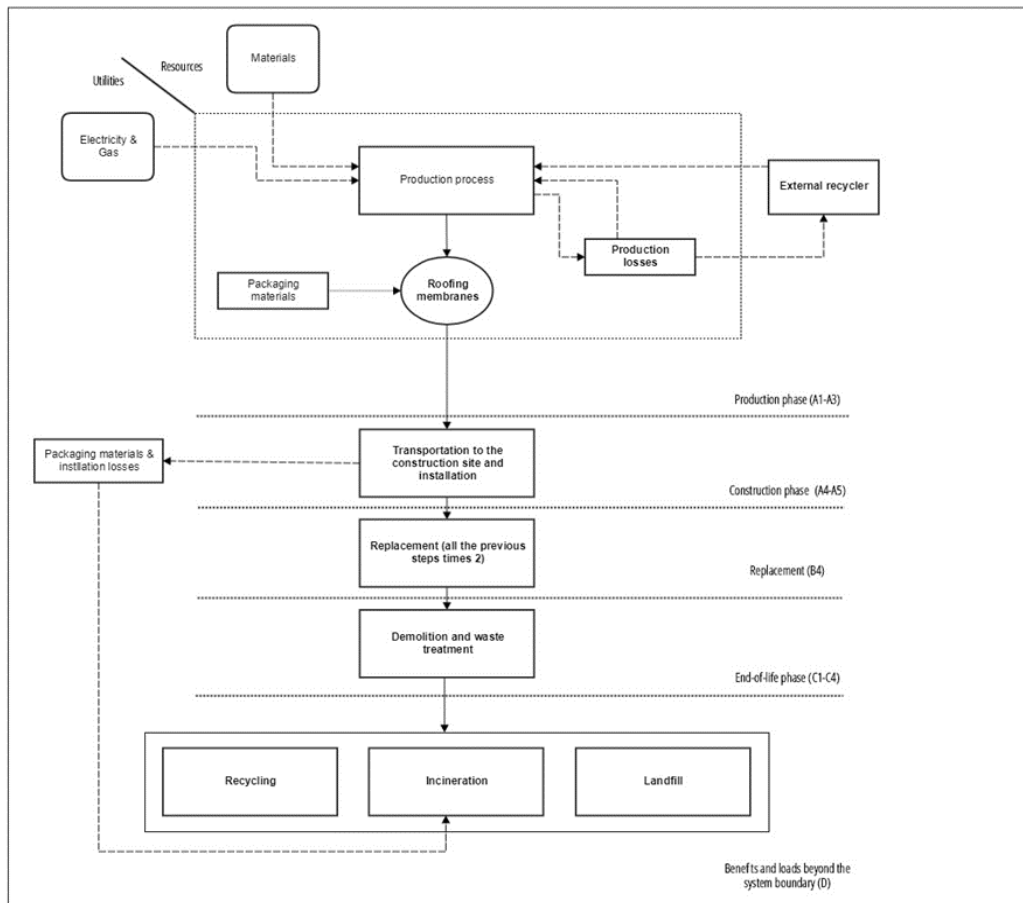 Materials
Resources
Utilities
Electricity &
Gas
Production process
External recycler
Production
losses
Packaging
materials
Roofing
membranes
Production phase (A1-A3)
Packaging materials &
instllation losses
Transportation to the
construction site and
installation
Construction phase (A4-A5)
Replacement (all the previous
steps times 2)
Replacement (B4)
Demolition and waste
treatment
End-of-life phase (C1-C4)
Recycling
Incineration
Landfill
Benefits and loads beyond the
system boundary (D)